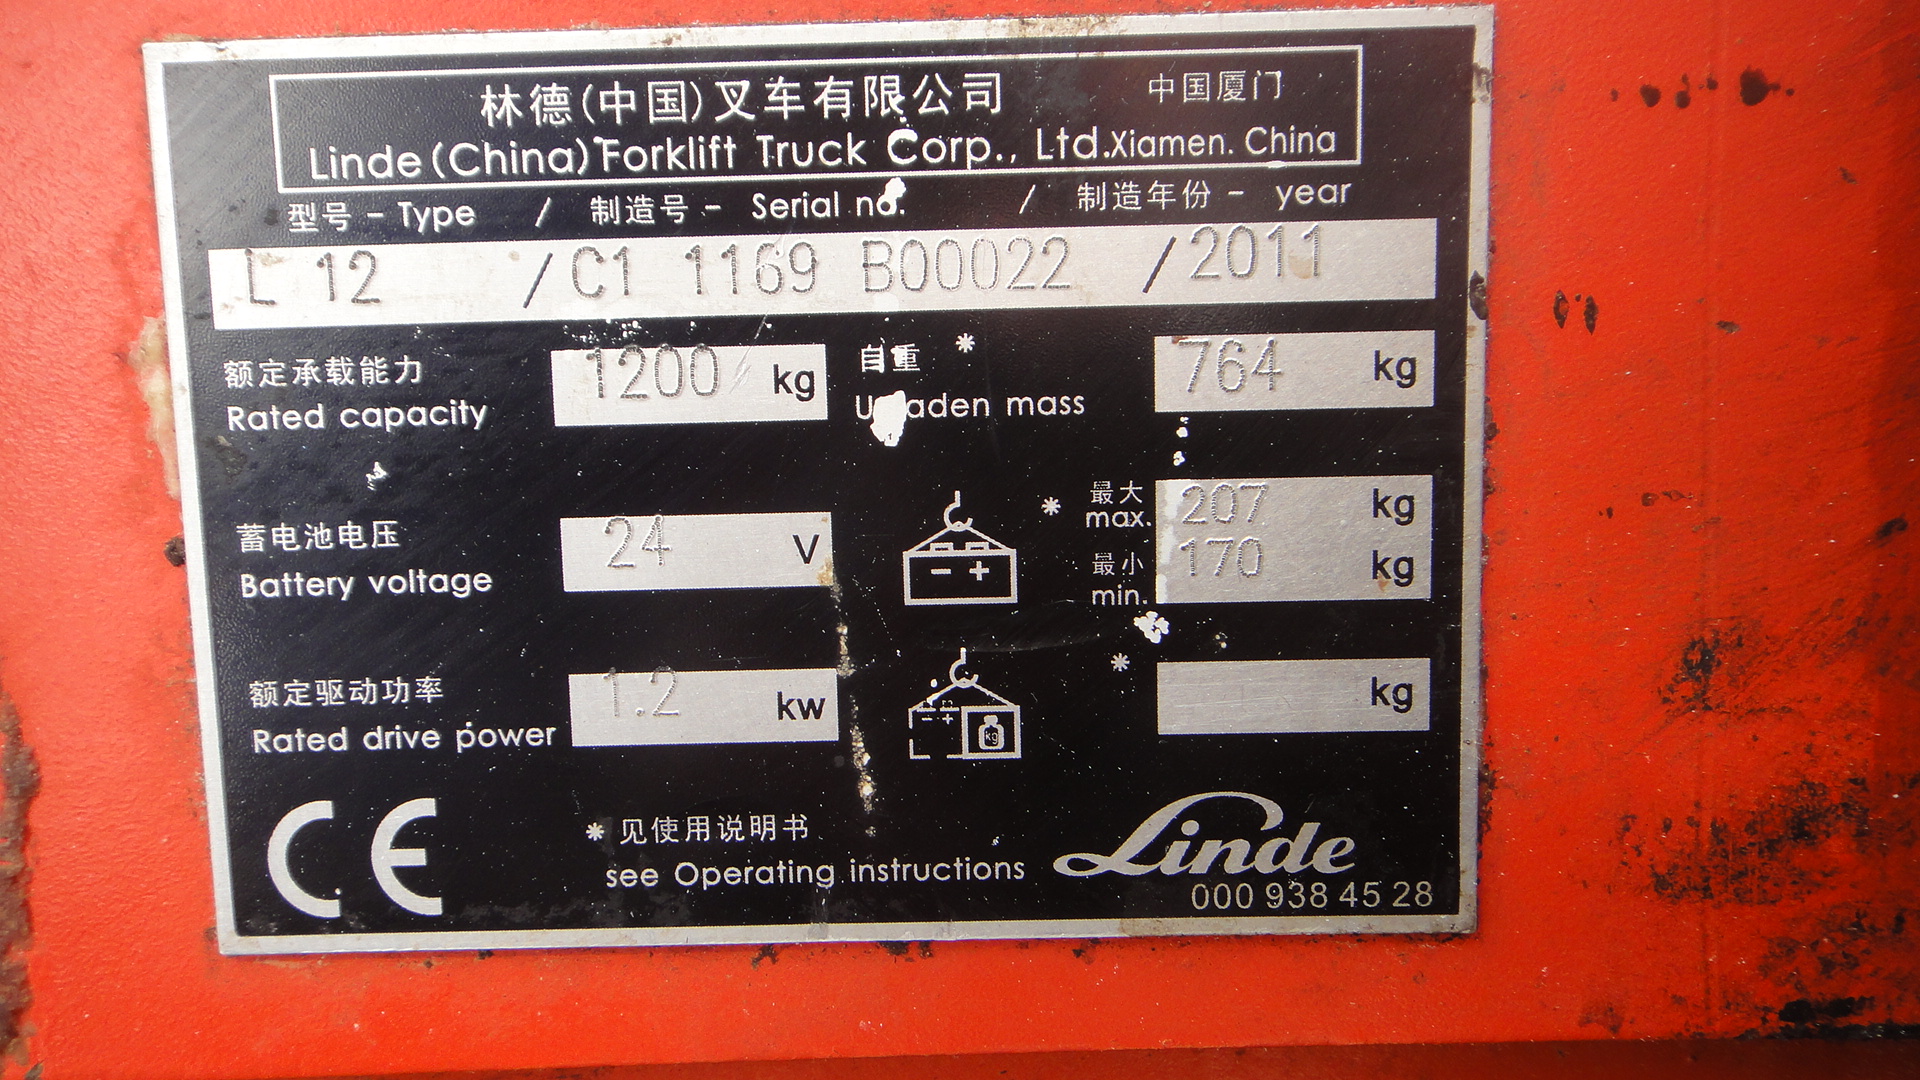 林德(中国)叉车有限公司 中国厦门
Linde (China) Forklift Truck Corp., Ltd. Xiamen. China
型号 - Type / 制造号 - Serial no. / 制造年份 - year
L 12 / C1 1169 B00022 / 2011
额定承载能力 1200 kg 自重 * 764 kg
Rated capacity mass
蓄电池电压 24 V - + * 最大 max. 207 kg
Battery voltage 最小 min. 170 kg
额定驱动功率 1.2 kw - + kg * kg
Rated drive power
CE
* 见使用说明书
see Operating instructions
Linde
000 938 45 28